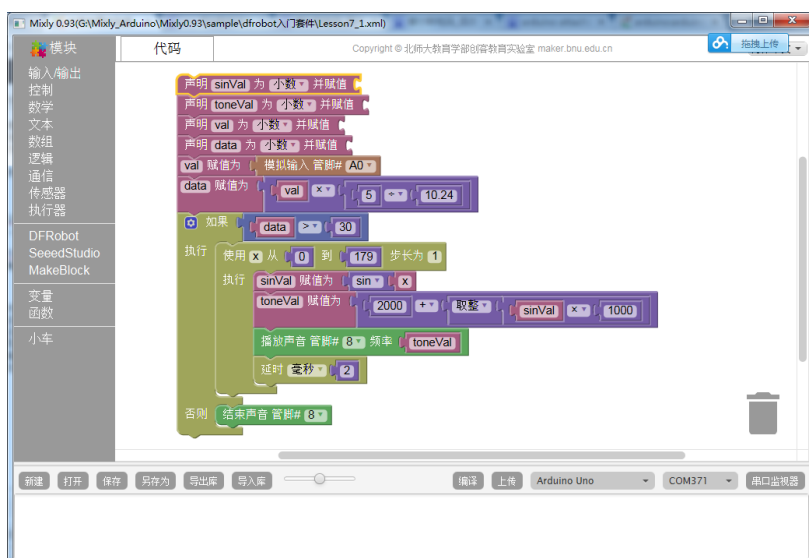 Mixly 0.93(G:\Mixly_Arduino\Mixly0.93\sample\dfrobot入门套件\Lesson7_1.xml)
模块
代码
Copyright © 北师大教育学部创客教育实验室 maker.bnu.edu.cn
拖拽上传
输入/输出
控制
数学
文本
数组
逻辑
通信
传感器
执行器
DFRobot
SeeedStudio
MakeBlock
变量
函数
小车
声明 sinVal 为 小数 并赋值
声明 toneVal 为 小数 并赋值
声明 val 为 小数 并赋值
声明 data 为 小数 并赋值
val 赋值为 模拟输入 管脚# A0
data 赋值为 val × 5 ÷ 10.24
如果 data > 30
执行 使用 x 从 0 到 179 步长为 1
执行 sinVal 赋值为 sin x
toneVal 赋值为 2000 + 取整 sinVal × 1000
播放声音 管脚# 8 频率 toneVal
延时 毫秒 2
否则 结束声音 管脚# 8
新建 打开 保存 另存为 导出库 导入库 编译 上传 Arduino Uno COM371 串口监视器